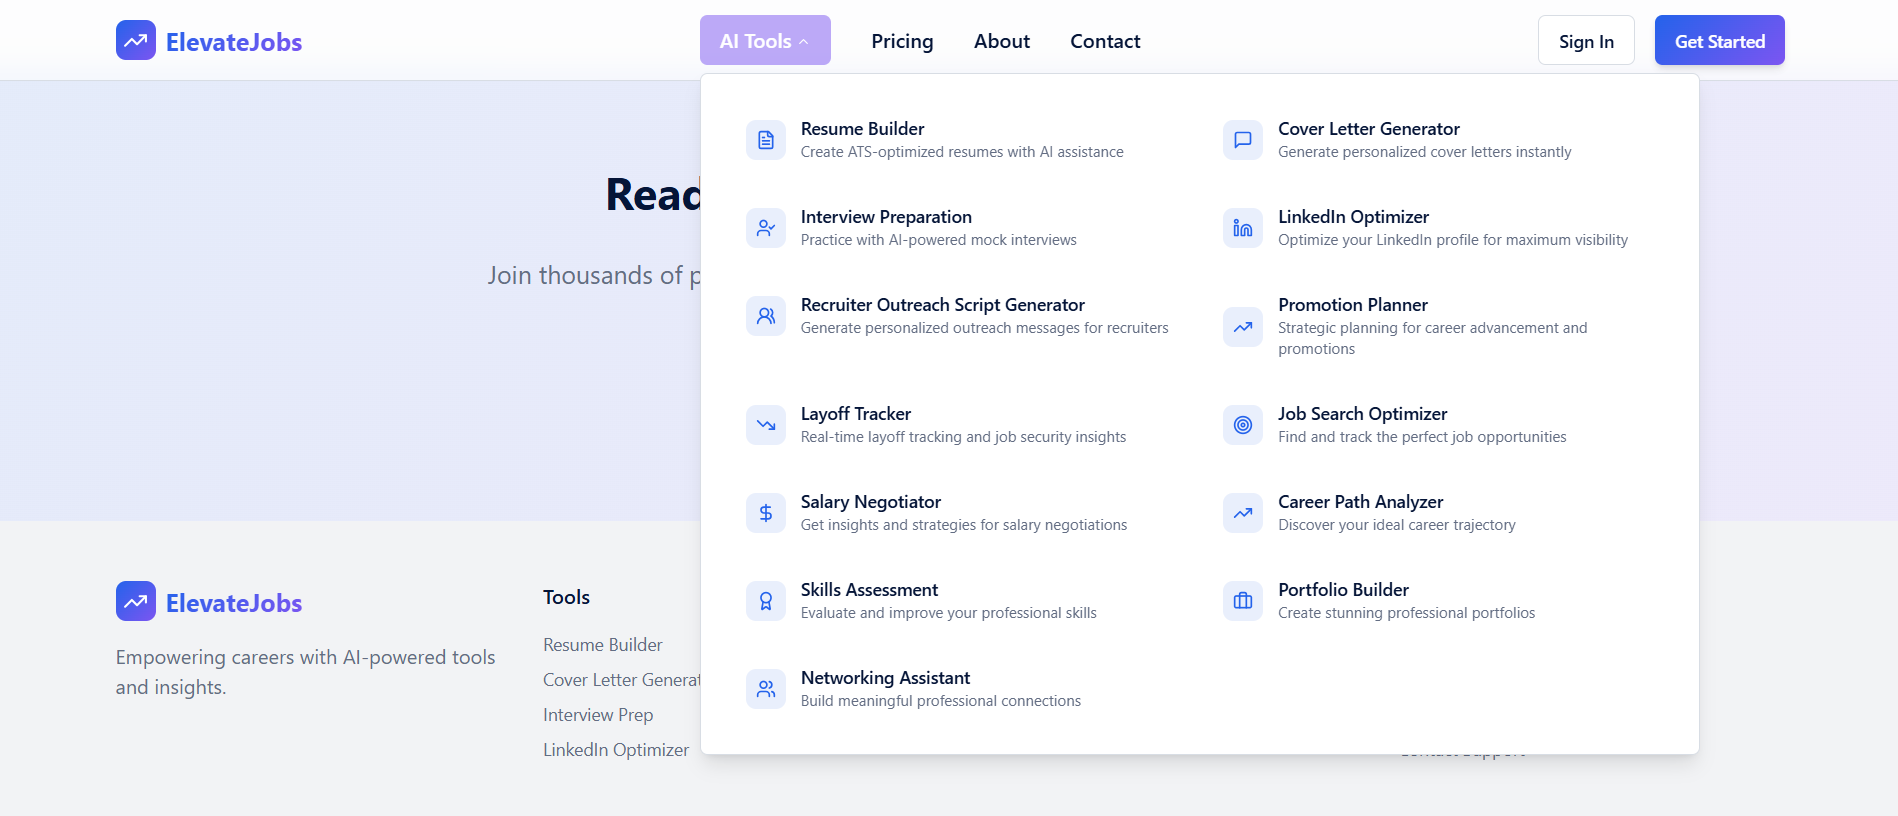 ElevateJobs
AI Tools
Pricing
About
Contact
Sign In
Get Started
Resume Builder
Create ATS-optimized resumes with AI assistance
Cover Letter Generator
Generate personalized cover letters instantly
Interview Preparation
Practice with AI-powered mock interviews
LinkedIn Optimizer
Optimize your LinkedIn profile for maximum visibility
Recruiter Outreach Script Generator
Generate personalized outreach messages for recruiters
Promotion Planner
Strategic planning for career advancement and
promotions
Layoff Tracker
Real-time layoff tracking and job security insights
Job Search Optimizer
Find and track the perfect job opportunities
Salary Negotiator
Get insights and strategies for salary negotiations
Career Path Analyzer
Discover your ideal career trajectory
Skills Assessment
Evaluate and improve your professional skills
Portfolio Builder
Create stunning professional portfolios
Networking Assistant
Build meaningful professional connections
Join thousands of
ElevateJobs
Empowering careers with AI-powered tools
and insights.
Tools
Resume Builder
Cover Letter
Interview Prep
LinkedIn Optimizer